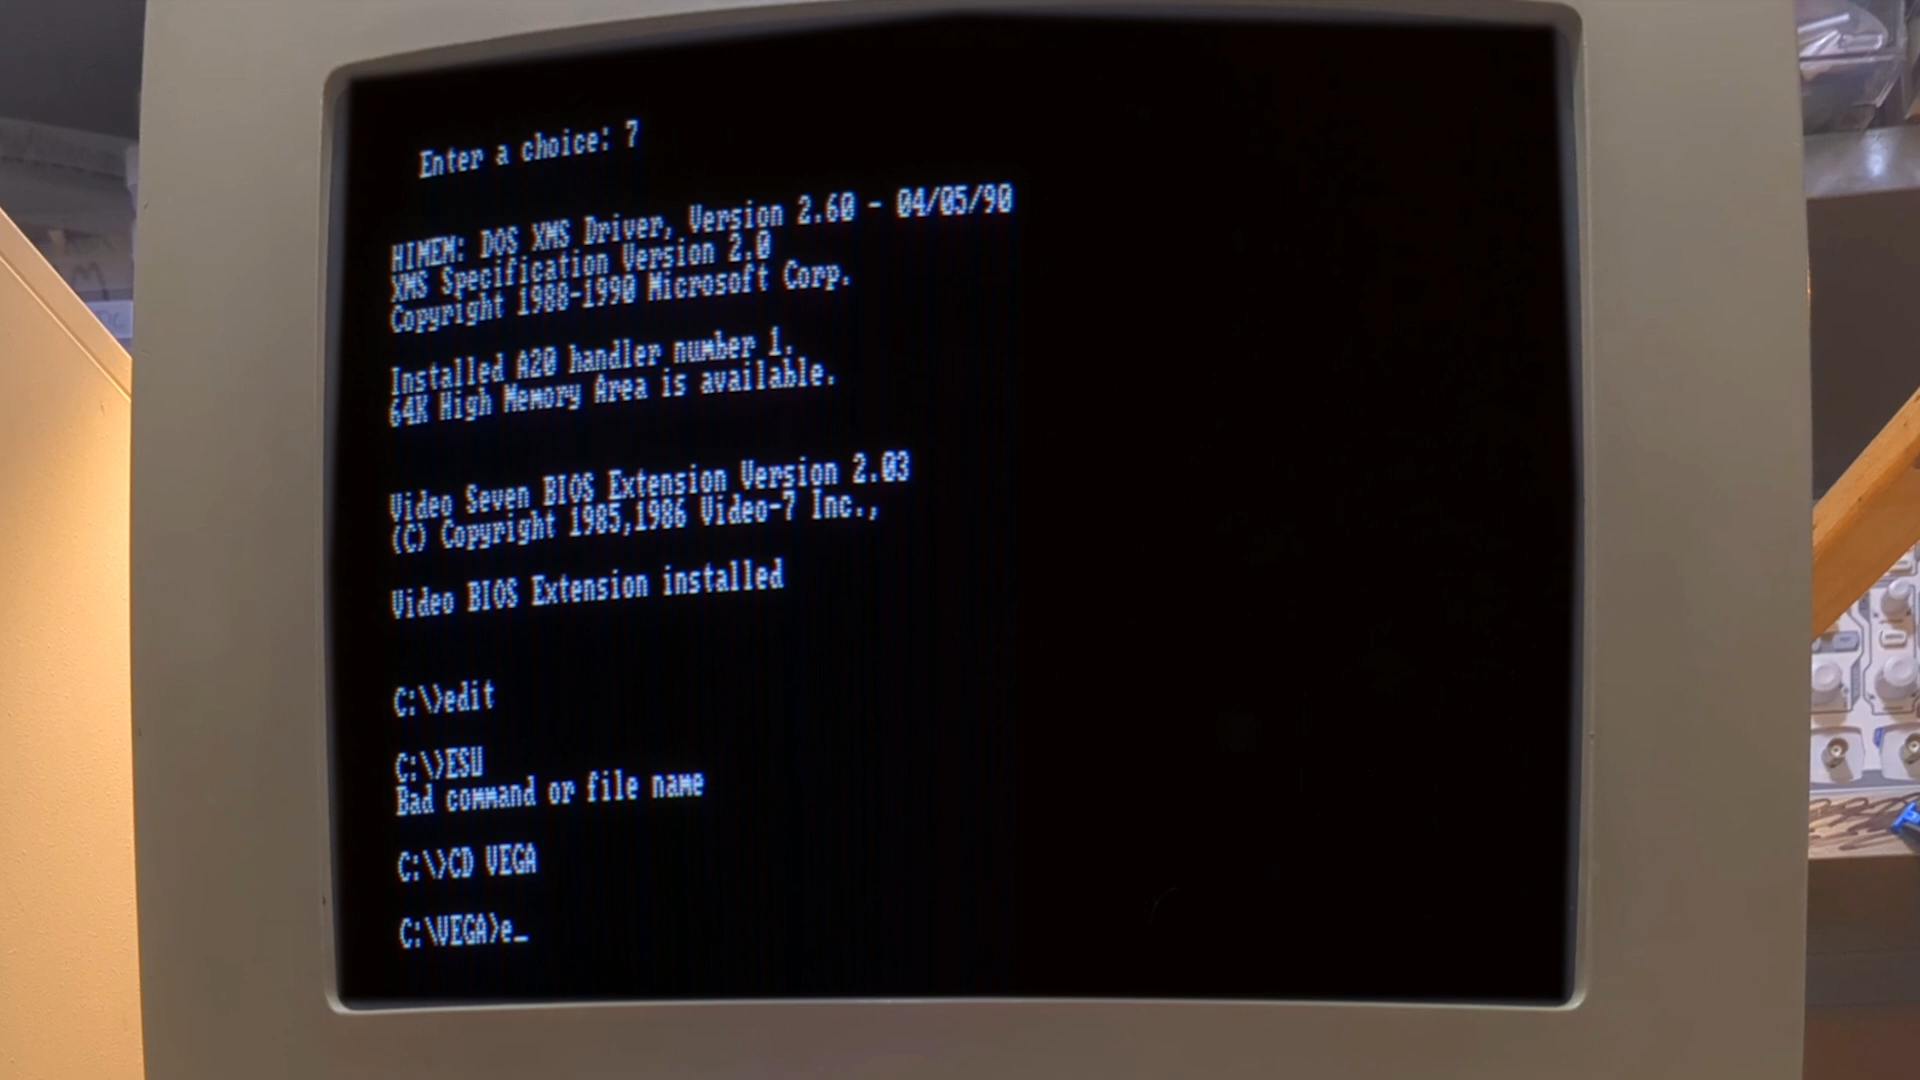 Enter a choice: 7
HIMEM: DOS XMS Driver, Version 2.60 - 04/05/90
XMS Specification Version 2.0
Copyright 1988-1990 Microsoft Corp.
Installed A20 handler number 1.
64K High Memory Area is available.
Video Seven BIOS Extension Version 2.03
(C) Copyright 1985,1986 Video-7 Inc.,
Video BIOS Extension installed
C:\>edit
C:\>ESU
Bad command or file name
C:\>CD VEGA
C:\VEGA>e_